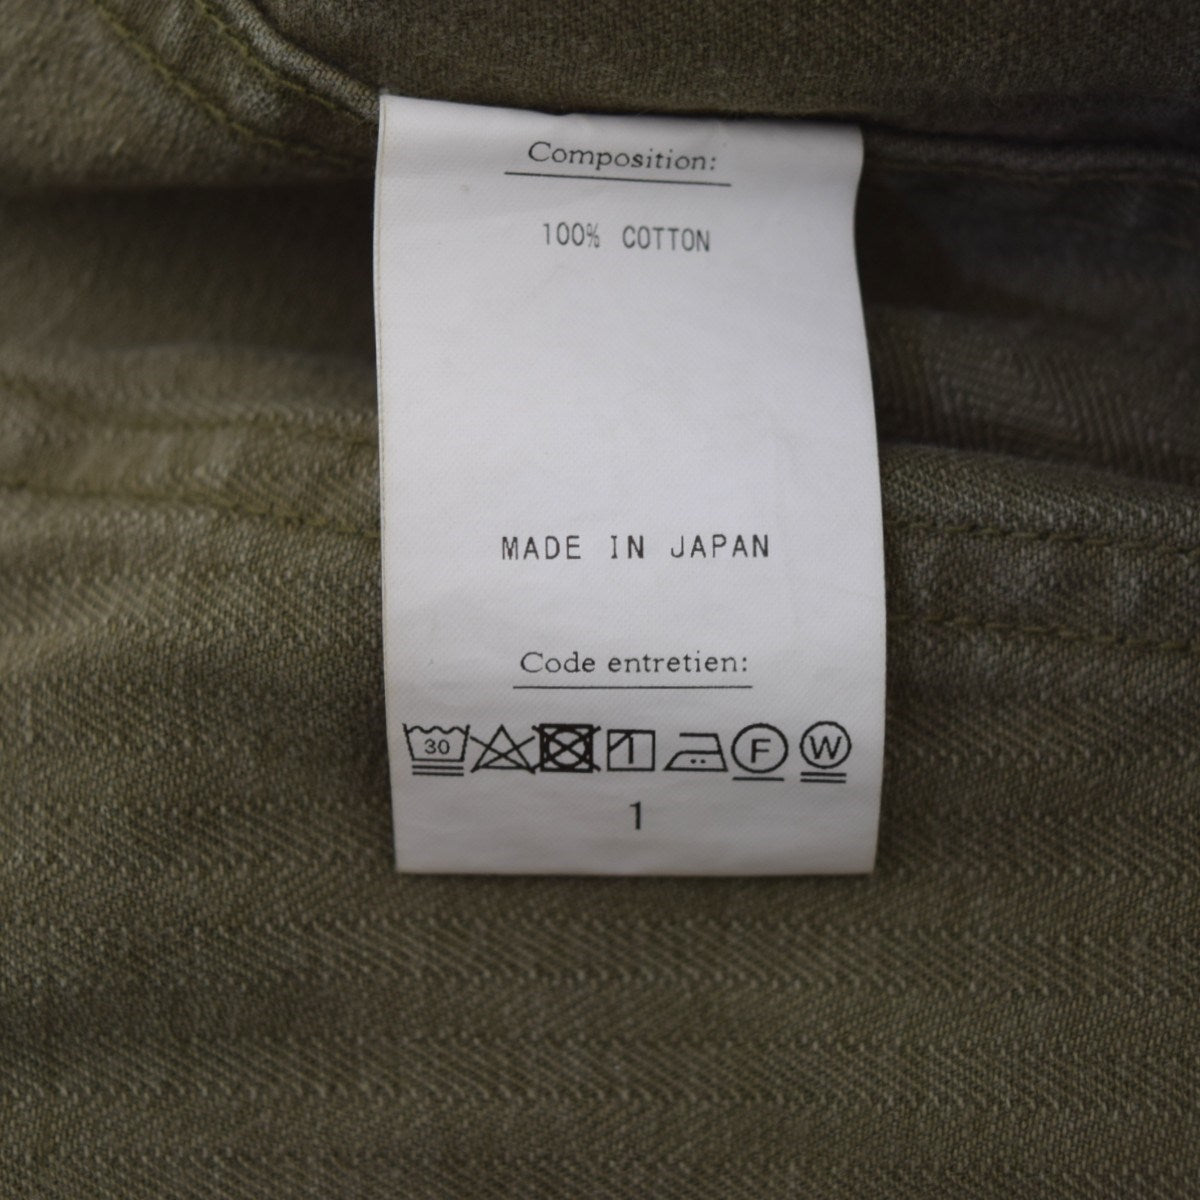 Composition:
100% COTTON
MADE IN JAPAN
Code entretien:
30 F W
1